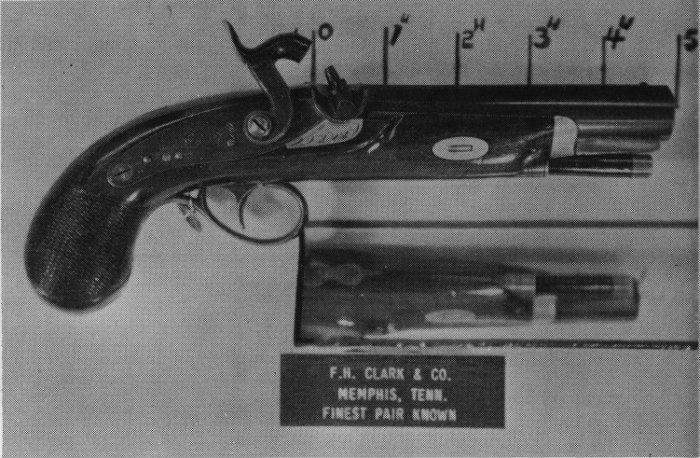 0 1" 2" 3" 4" 5
F.H. CLARK & CO.
MEMPHIS, TENN.
FINEST PAIR KNOWN